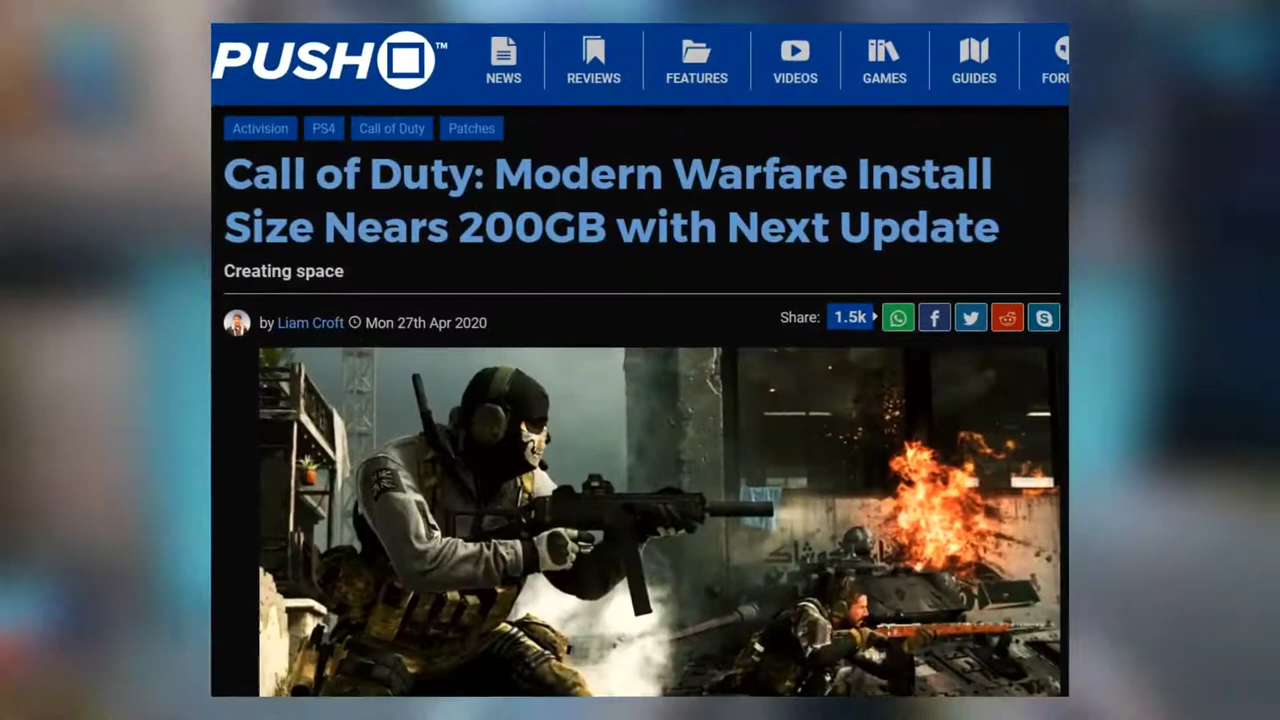 PUSH™
NEWS
REVIEWS
FEATURES
VIDEOS
GAMES
GUIDES
Activision
PS4
Call of Duty
Patches
Call of Duty: Modern Warfare Install
Size Nears 200GB with Next Update
Creating space
by Liam Croft Mon 27th Apr 2020
Share: 1.5k